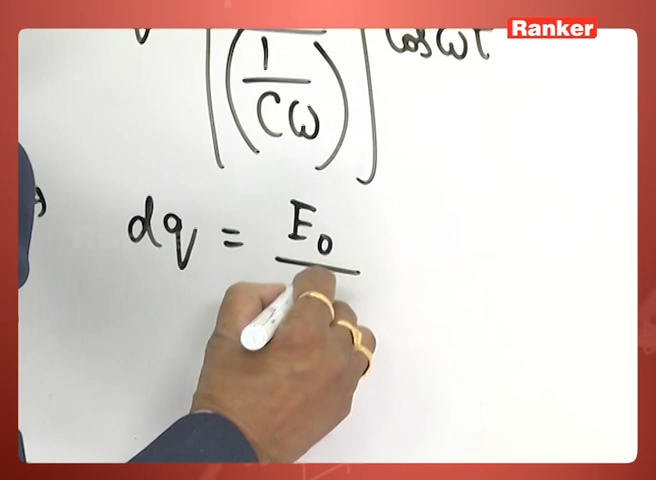 Ranker
[(1/Cω)] cosωt
dq = E₀